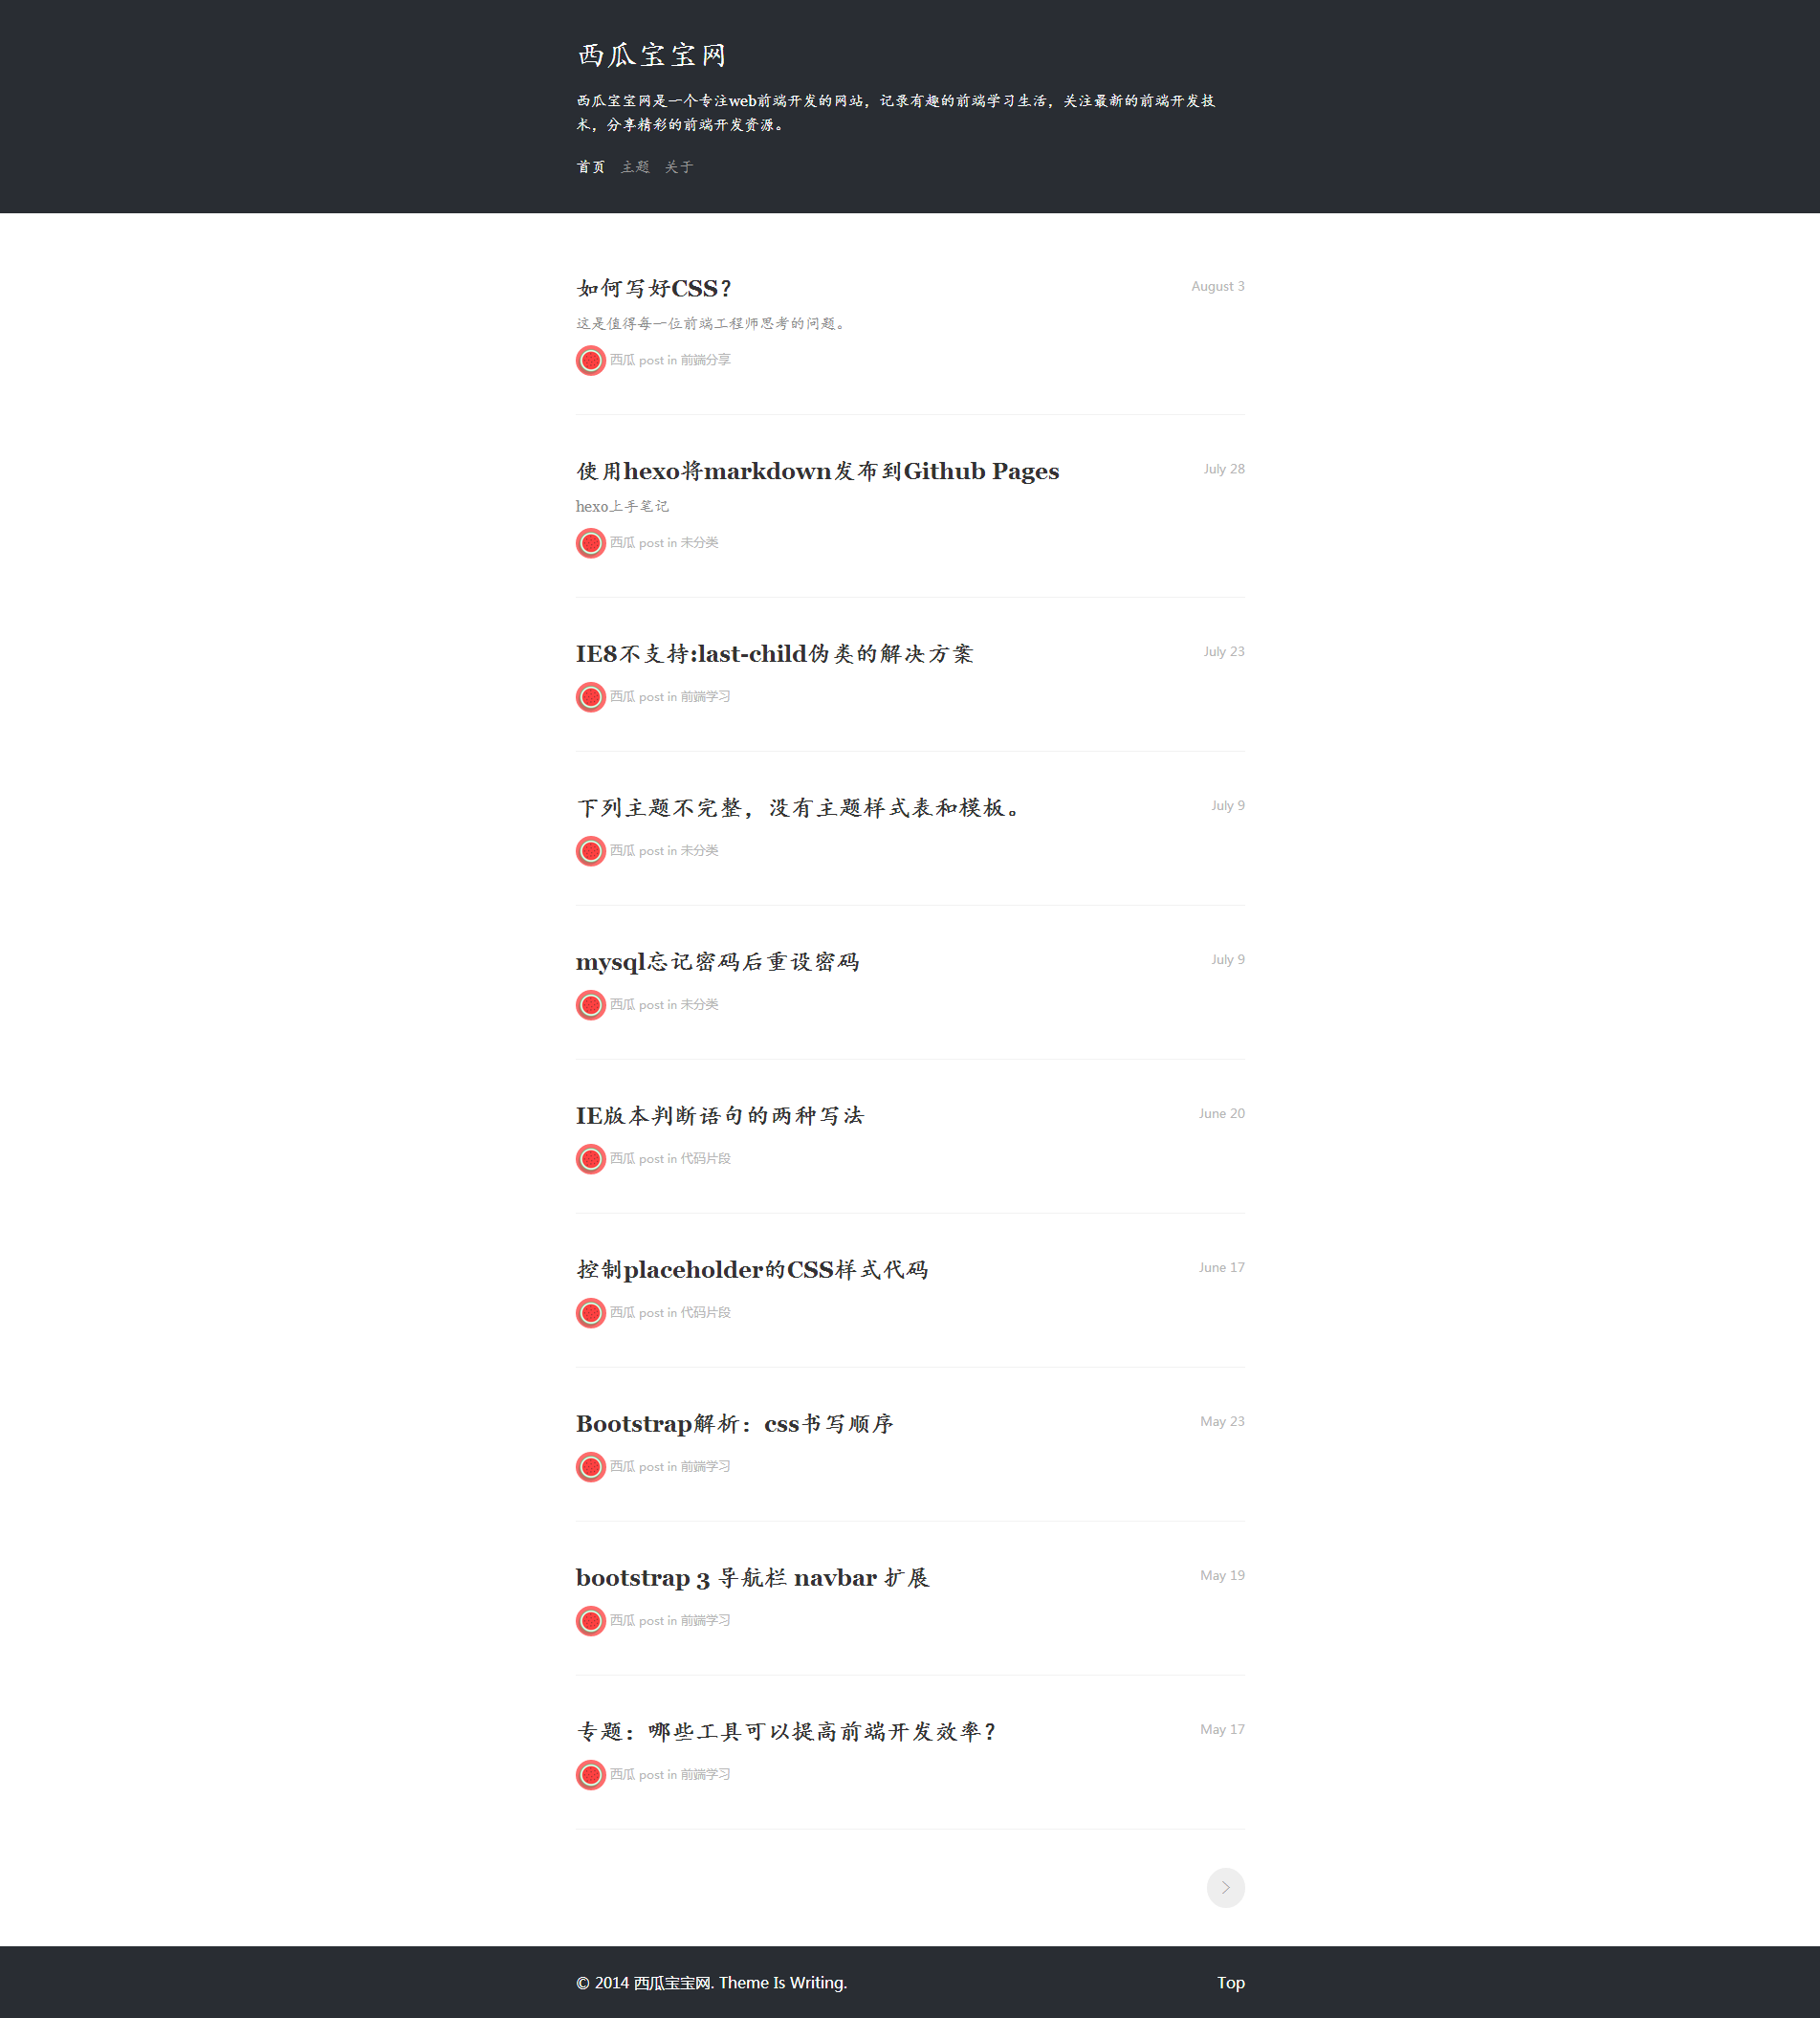 西瓜宝宝网
西瓜宝宝网是一个专注web前端开发的网站，记录有趣的前端学习生活，关注最新的前端开发技
术，分享精彩的前端开发资源。
首页 主题 关于
如何写好CSS？ August 3
这是值得每一位前端工程师思考的问题。
西瓜 post in 前端分享
使用hexo将markdown发布到Github Pages July 28
hexo上手笔记
西瓜 post in 未分类
IE8不支持:last-child伪类的解决方案 July 23
西瓜 post in 前端学习
下列主题不完整，没有主题样式表和模板。 July 9
西瓜 post in 未分类
mysql忘记密码后重设密码 July 9
西瓜 post in 未分类
IE版本判断语句的两种写法 June 20
西瓜 post in 代码片段
控制placeholder的CSS样式代码 June 17
西瓜 post in 代码片段
Bootstrap解析：css书写顺序 May 23
西瓜 post in 前端学习
bootstrap 3 导航栏 navbar 扩展 May 19
西瓜 post in 前端学习
专题：哪些工具可以提高前端开发效率？ May 17
西瓜 post in 前端学习
© 2014 西瓜宝宝网. Theme Is Writing. Top